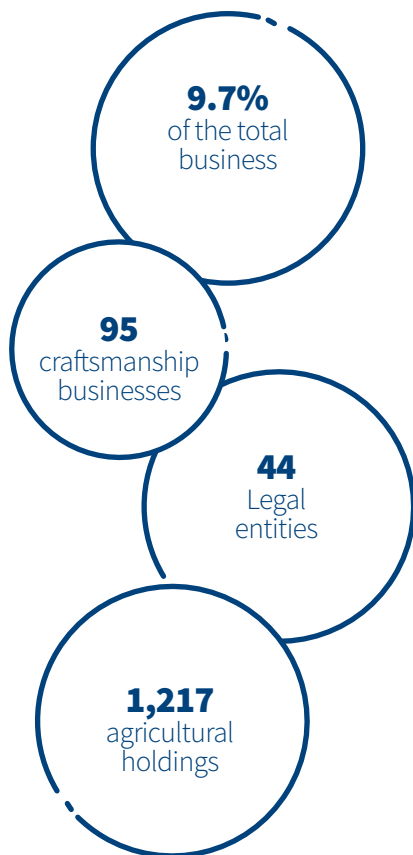 9.7%
of the total
business
95
craftsmanship
businesses
44
Legal
entities
1,217
agricultural
holdings